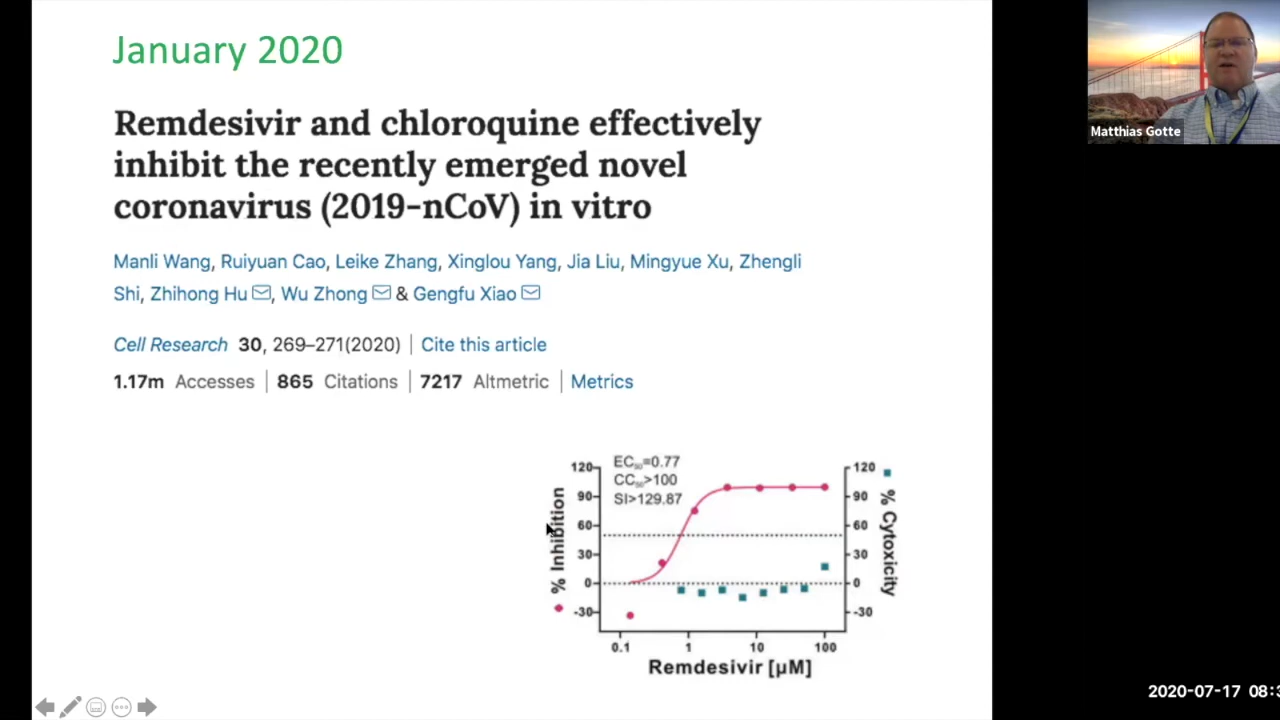 January 2020
Remdesivir and chloroquine effectively
inhibit the recently emerged novel
coronavirus (2019-nCoV) in vitro
Manli Wang, Ruiyuan Cao, Leike Zhang, Xinglou Yang, Jia Liu, Mingyue Xu, Zhengli
Shi, Zhihong Hu, Wu Zhong & Gengfu Xiao
Cell Research 30, 269–271(2020) | Cite this article
1.17m Accesses | 865 Citations | 7217 Altmetric | Metrics
EC50=0.77
CC50>100
SI>129.87
% Inhibition
120
90
60
30
0
-30
120
90
60
30
0
-30
% Cytoxicity
0.1 1 10 100
Remdesivir [µM]
Matthias Gotte
2020-07-17 08:3